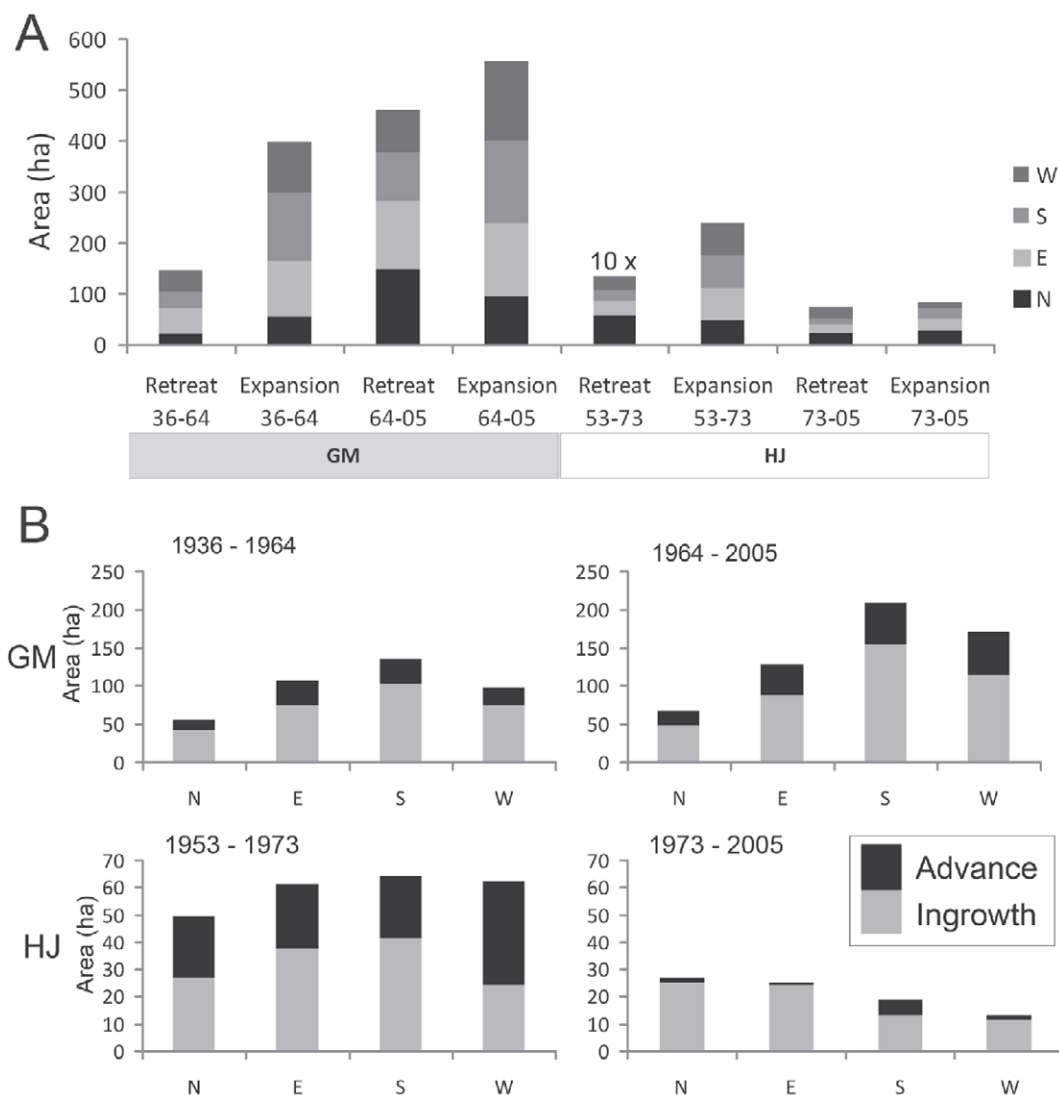 A
Area (ha)
600
500
400
300
200
100
0
10 x
W
S
E
N
Retreat Expansion Retreat Expansion Retreat Expansion Retreat Expansion
36-64 36-64 64-05 64-05 53-73 53-73 73-05 73-05
GM HJ
B
1936 - 1964
1964 - 2005
GM
Area (ha)
250
200
150
100
50
0
N E S W
250
200
150
100
50
0
N E S W
1953 - 1973
1973 - 2005
HJ
Area (ha)
70
60
50
40
30
20
10
0
N E S W
70
60
50
40
30
20
10
0
N E S W
Advance
Ingrowth